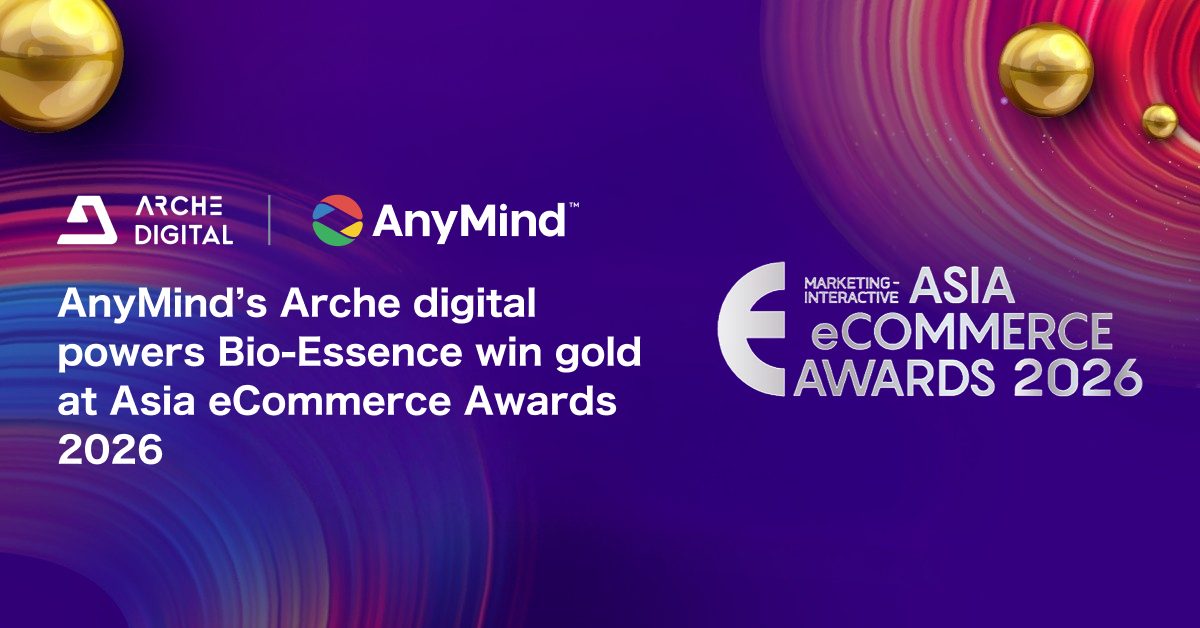 ARCHE
DIGITAL
AnyMind™
AnyMind’s Arche digital
powers Bio-Essence win gold
at Asia eCommerce Awards
2026
MARKETING-
INTERACTIVE
ASIA
eCOMMERCE
AWARDS 2026